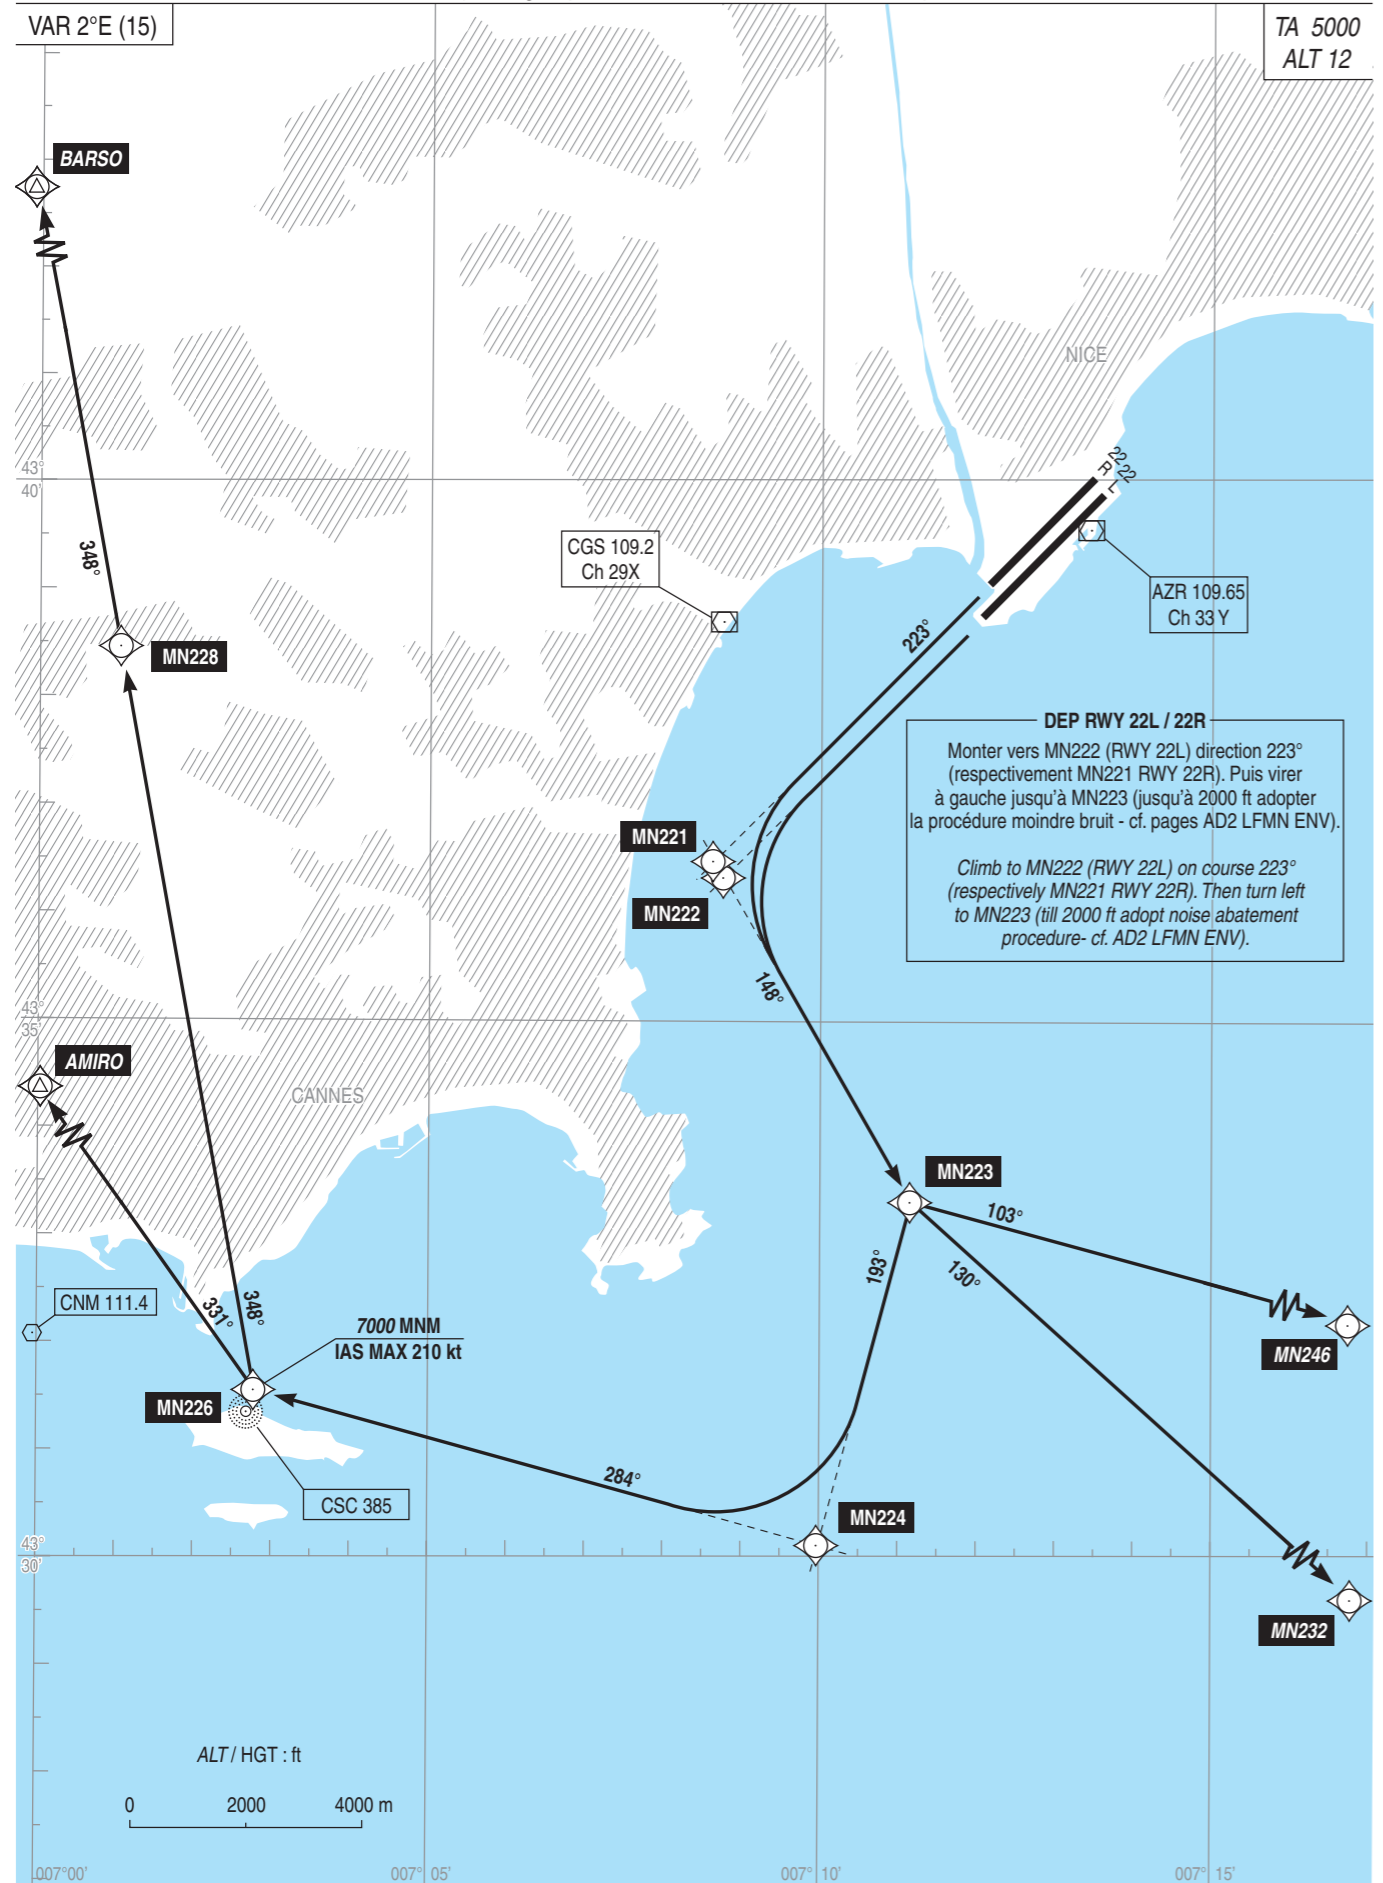 VAR 2°E (15)
TA 5000
ALT 12
BARSO
NICE
22
R
22
L
43°
40'
CGS 109.2
Ch 29X
AZR 109.65
Ch 33 Y
348°
223°
MN228
DEP RWY 22L / 22R
Monter vers MN222 (RWY 22L) direction 223°
(respectivement MN221 RWY 22R). Puis virer
à gauche jusqu'à MN223 (jusqu'à 2000 ft adopter
la procédure moindre bruit - cf. pages AD2 LFMN ENV).
Climb to MN222 (RWY 22L) on course 223°
(respectively MN221 RWY 22R). Then turn left
to MN223 (till 2000 ft adopt noise abatement
procedure- cf. AD2 LFMN ENV).
MN221
MN222
148°
43°
35'
AMIRO
CANNES
MN223
103°
193°
130°
CNM 111.4
331°
348°
7000 MNM
IAS MAX 210 kt
MN246
MN226
284°
CSC 385
MN224
43°
30'
MN232
ALT / HGT : ft
0
2000
4000 m
007° 00'
007° 05'
007° 10'
007° 15'